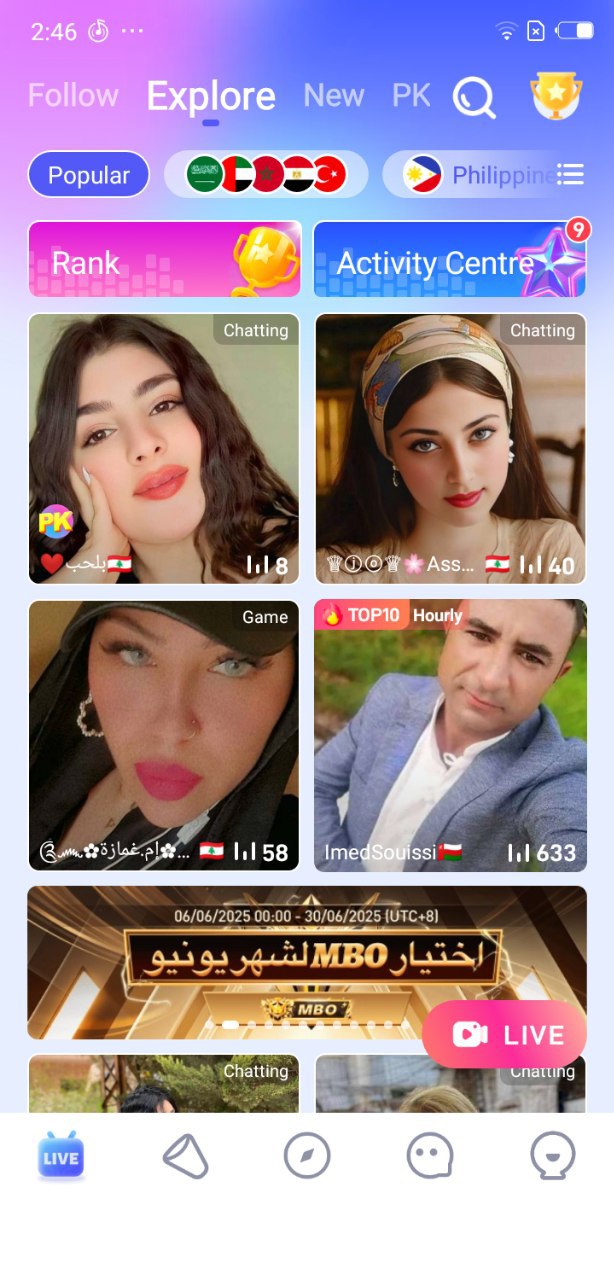 2:46
Follow Explore New PK
Popular
Philippine
Rank
Activity Centre
9
Chatting
Chatting
PK
❤️بلحب🇱🇧
8
♕ⓘⓞ♕🌸Ass... 🇱🇧
40
Game
TOP10 Hourly
✿إم.غمازة✿... 🇱🇧
58
ImedSouissi🇴🇲
633
06/06/2025 00:00 - 30/06/2025 (UTC+8)
اختيار MBO لشهر يونيو
MBO
LIVE
Chatting
Chatting
LIVE